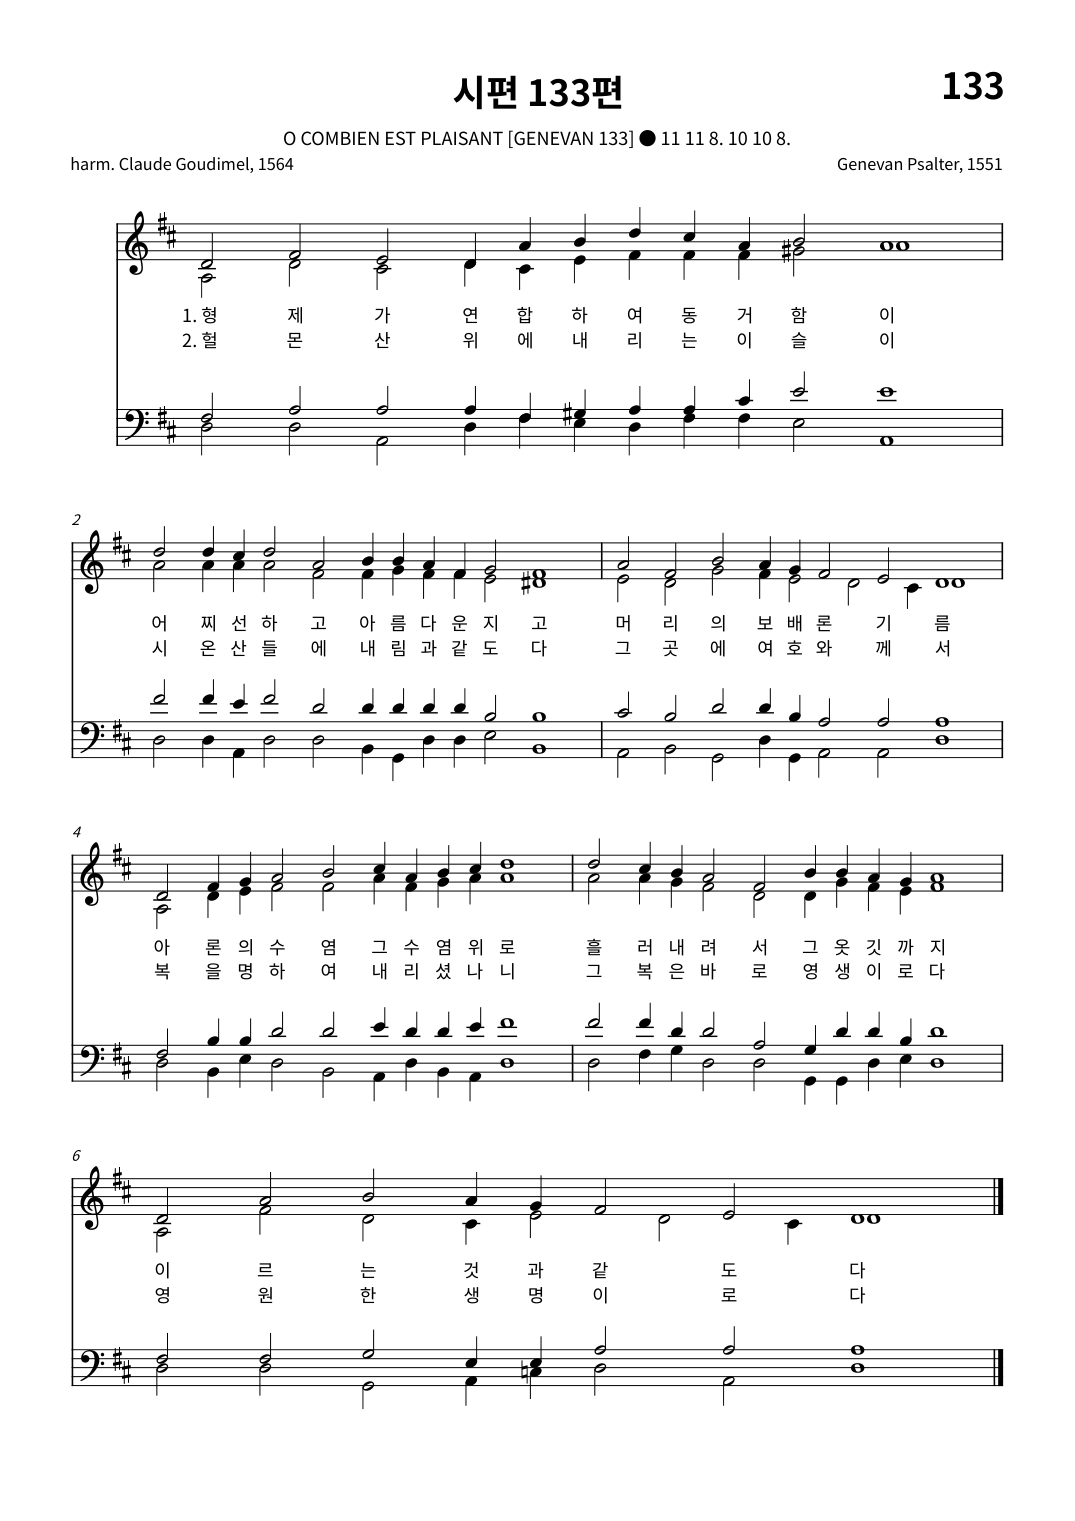 시편 133편
133
O COMBIEN EST PLAISANT [GENEVAN 133] ● 11 11 8. 10 10 8.
harm. Claude Goudimel, 1564
Genevan Psalter, 1551
1. 형 제 가 연 합 하 여 동 거 함 이
2. 헐 몬 산 위 에 내 리 는 이 슬 이
2
어 찌 선 하 고 아 름 다 운 지 고 머 리 의 보 배 론 기 름
시 온 산 들 에 내 림 과 같 도 다 그 곳 에 여 호 와 께 서
4
아 론 의 수 염 그 수 염 위 로 흘 러 내 려 서 그 옷 깃 까 지
복 을 명 하 여 내 리 셨 나 니 그 복 은 바 로 영 생 이 로 다
6
이 르 는 것 과 같 도 다
영 원 한 생 명 이 로 다